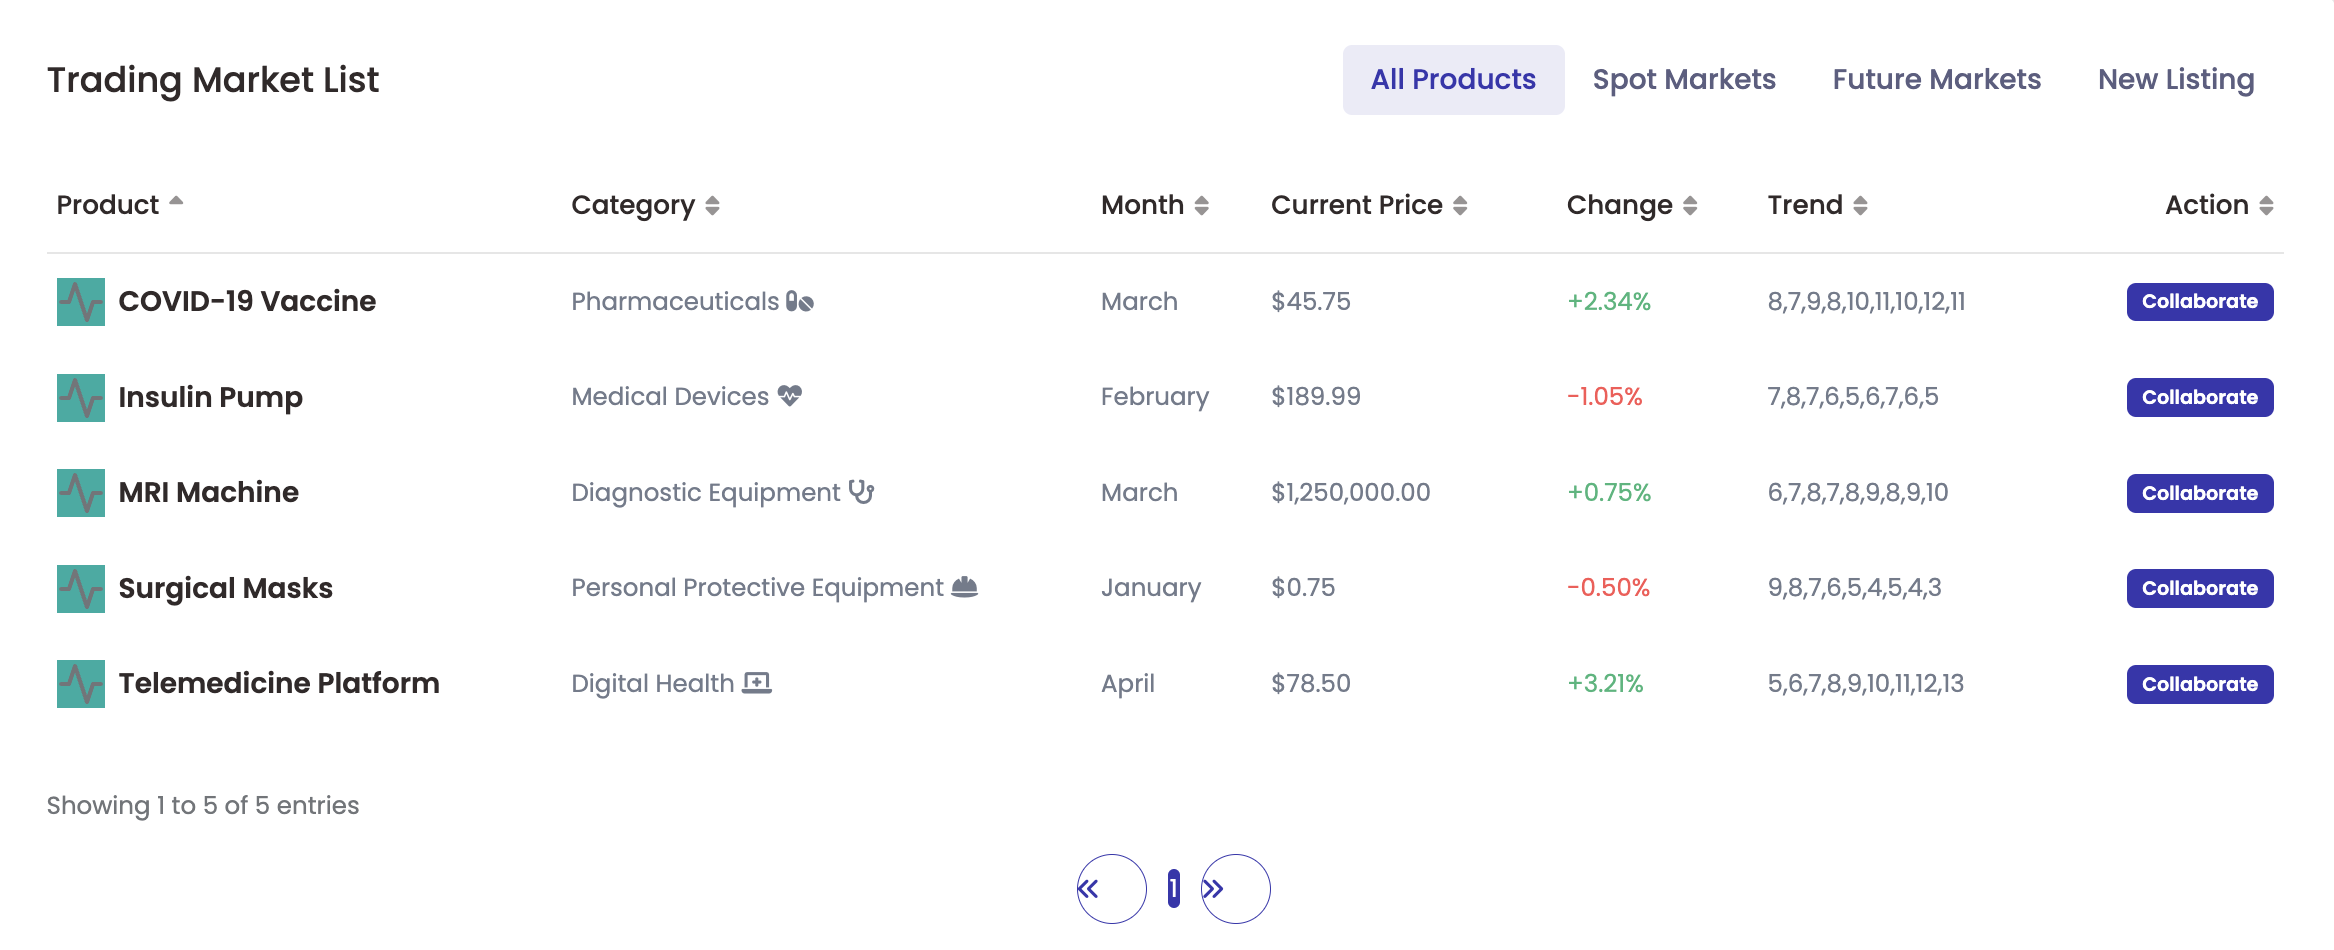 Trading Market List All Products Spot Markets Future Markets New Listing
Product Category Month Current Price Change Trend Action
COVID-19 Vaccine Pharmaceuticals March $45.75 +2.34% 8,7,9,8,10,11,10,12,11 Collaborate
Insulin Pump Medical Devices February $189.99 -1.05% 7,8,7,6,5,6,7,6,5 Collaborate
MRI Machine Diagnostic Equipment March $1,250,000.00 +0.75% 6,7,8,7,8,9,8,9,10 Collaborate
Surgical Masks Personal Protective Equipment January $0.75 -0.50% 9,8,7,6,5,4,5,4,3 Collaborate
Telemedicine Platform Digital Health April $78.50 +3.21% 5,6,7,8,9,10,11,12,13 Collaborate
Showing 1 to 5 of 5 entries
« 1 »